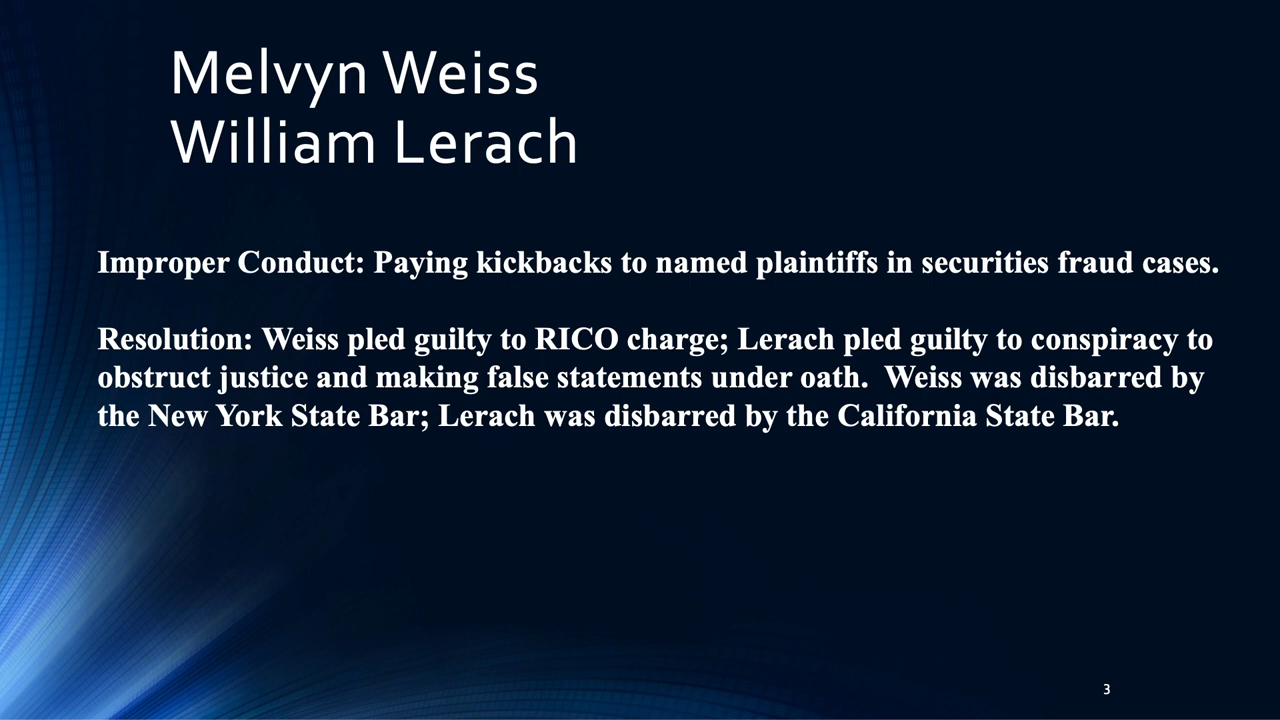 Melvyn Weiss
William Lerach
Improper Conduct: Paying kickbacks to named plaintiffs in securities fraud cases.
Resolution: Weiss pled guilty to RICO charge; Lerach pled guilty to conspiracy to
obstruct justice and making false statements under oath.  Weiss was disbarred by
the New York State Bar; Lerach was disbarred by the California State Bar.
3